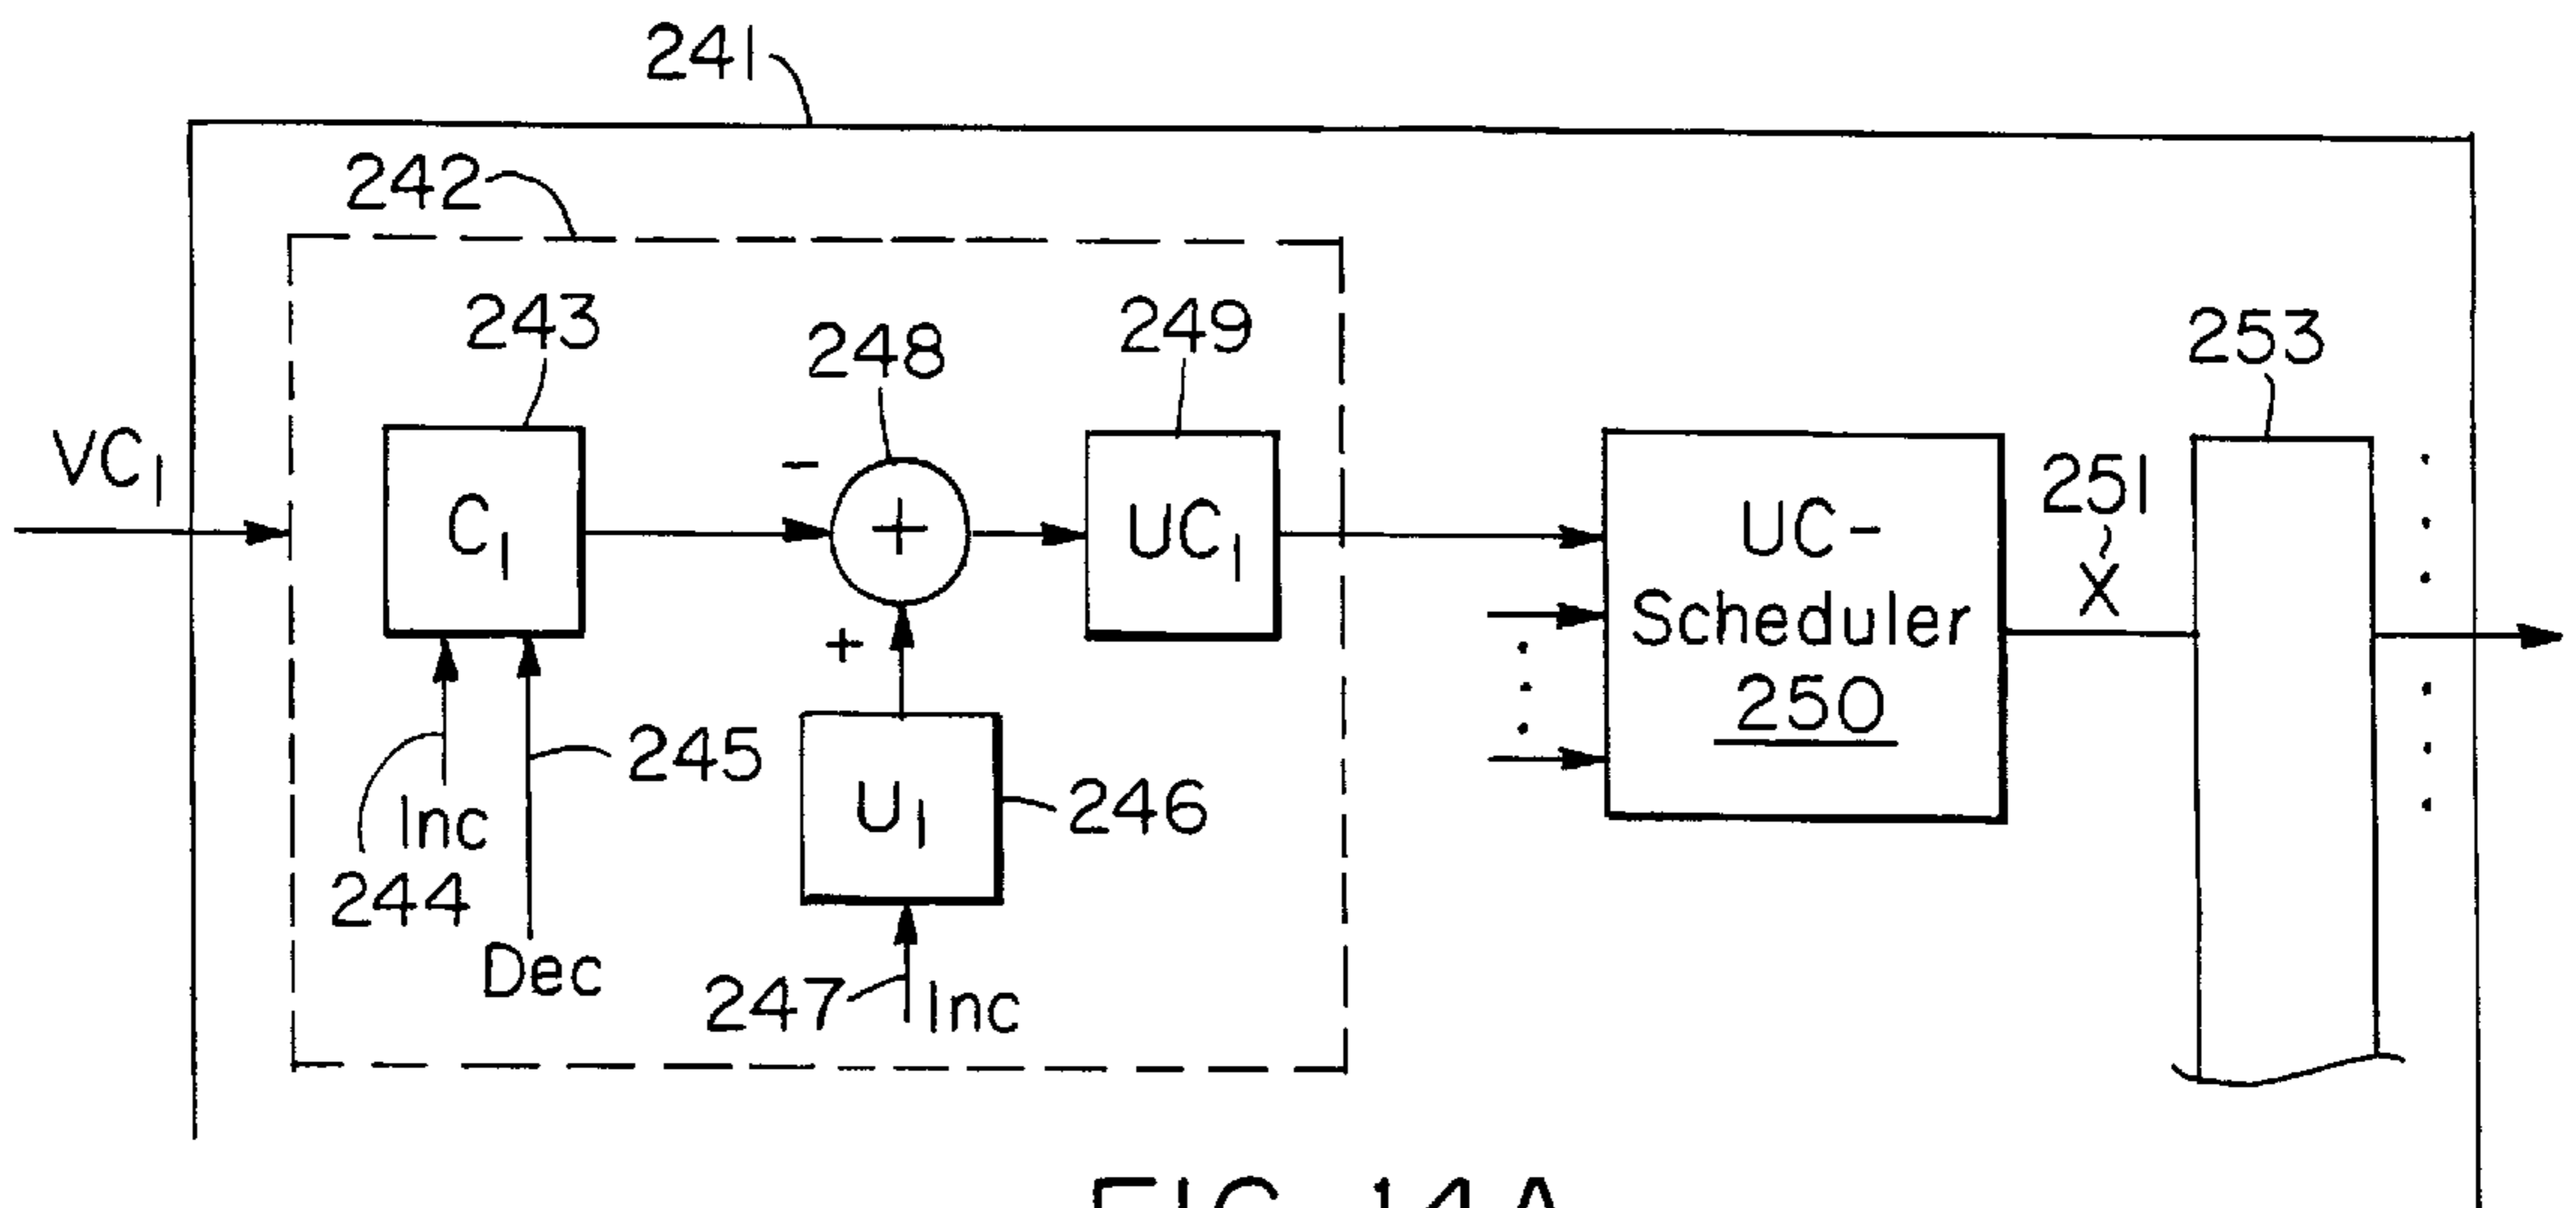 241
242
243
248
249
253
VC1
C1
−
+
UC1
UC-
Scheduler
250
251
X
+
U1
246
245
Inc
244
Dec
247
Inc
FIG. 14A